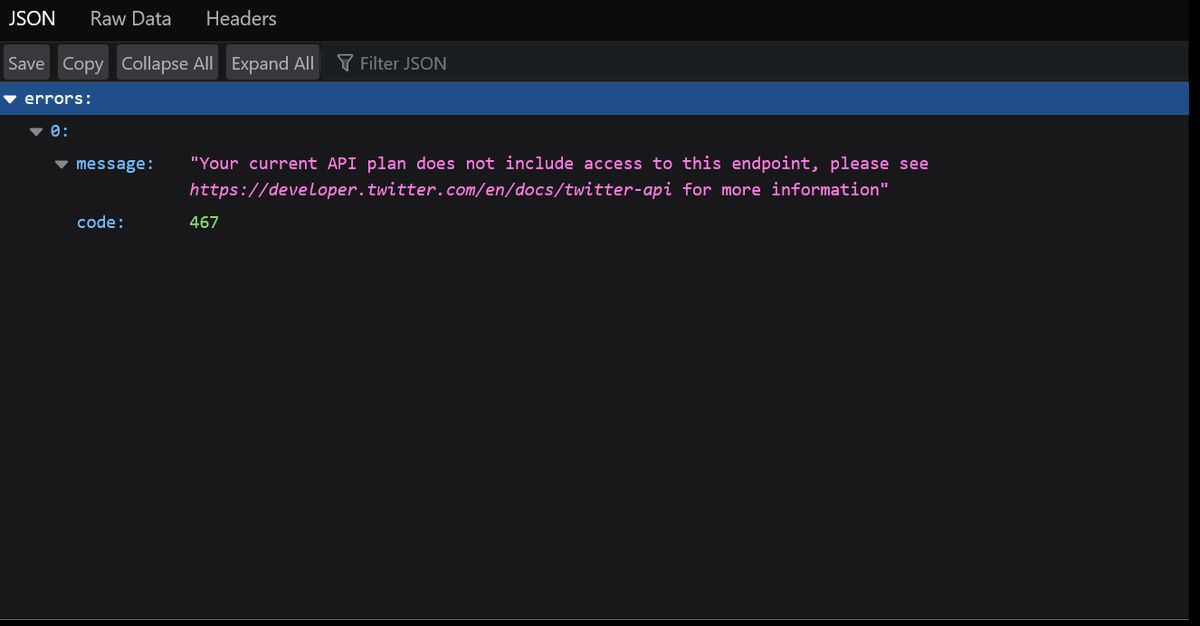 JSON Raw Data Headers
Save Copy Collapse All Expand All Filter JSON
errors:
0:
message: "Your current API plan does not include access to this endpoint, please see
https://developer.twitter.com/en/docs/twitter-api for more information"
code: 467